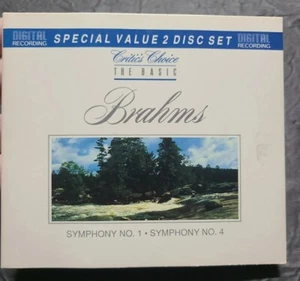 DIGITAL RECORDING SPECIAL VALUE 2 DISC SET DIGITAL RECORDING
Critic's Choice
THE BASIC
Brahms
SYMPHONY NO. 1 • SYMPHONY NO. 4